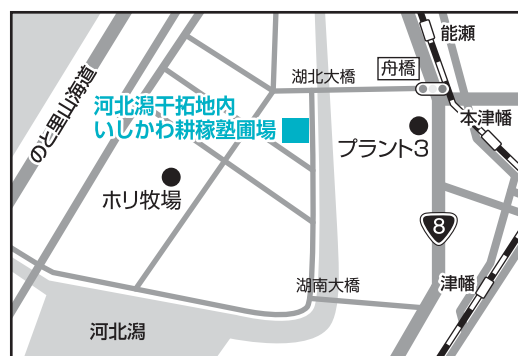 能瀬
舟橋
湖北大橋
のと里山海道
河北潟干拓地内
いしかわ耕稼塾圃場
本津幡
プラント3
ホリ牧場
8
湖南大橋
津幡
河北潟